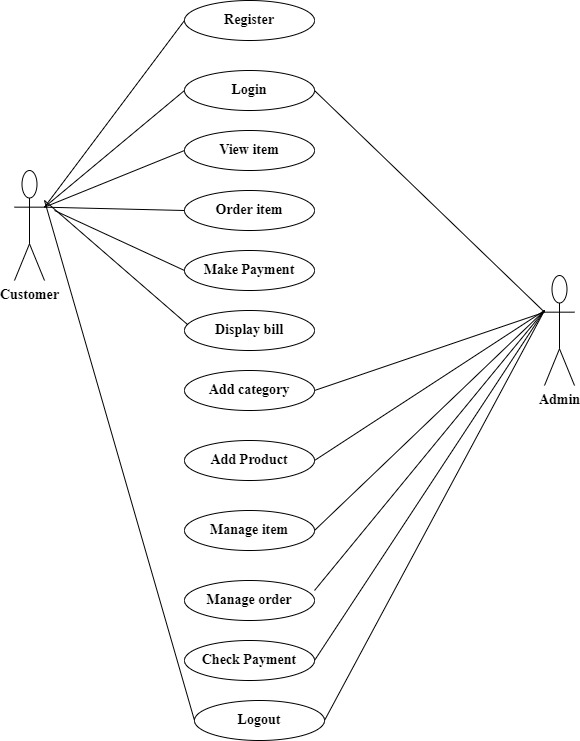 Register
Login
View item
Order item
Make Payment
Customer
Display bill
Add category
Admin
Add Product
Manage item
Manage order
Check Payment
Logout